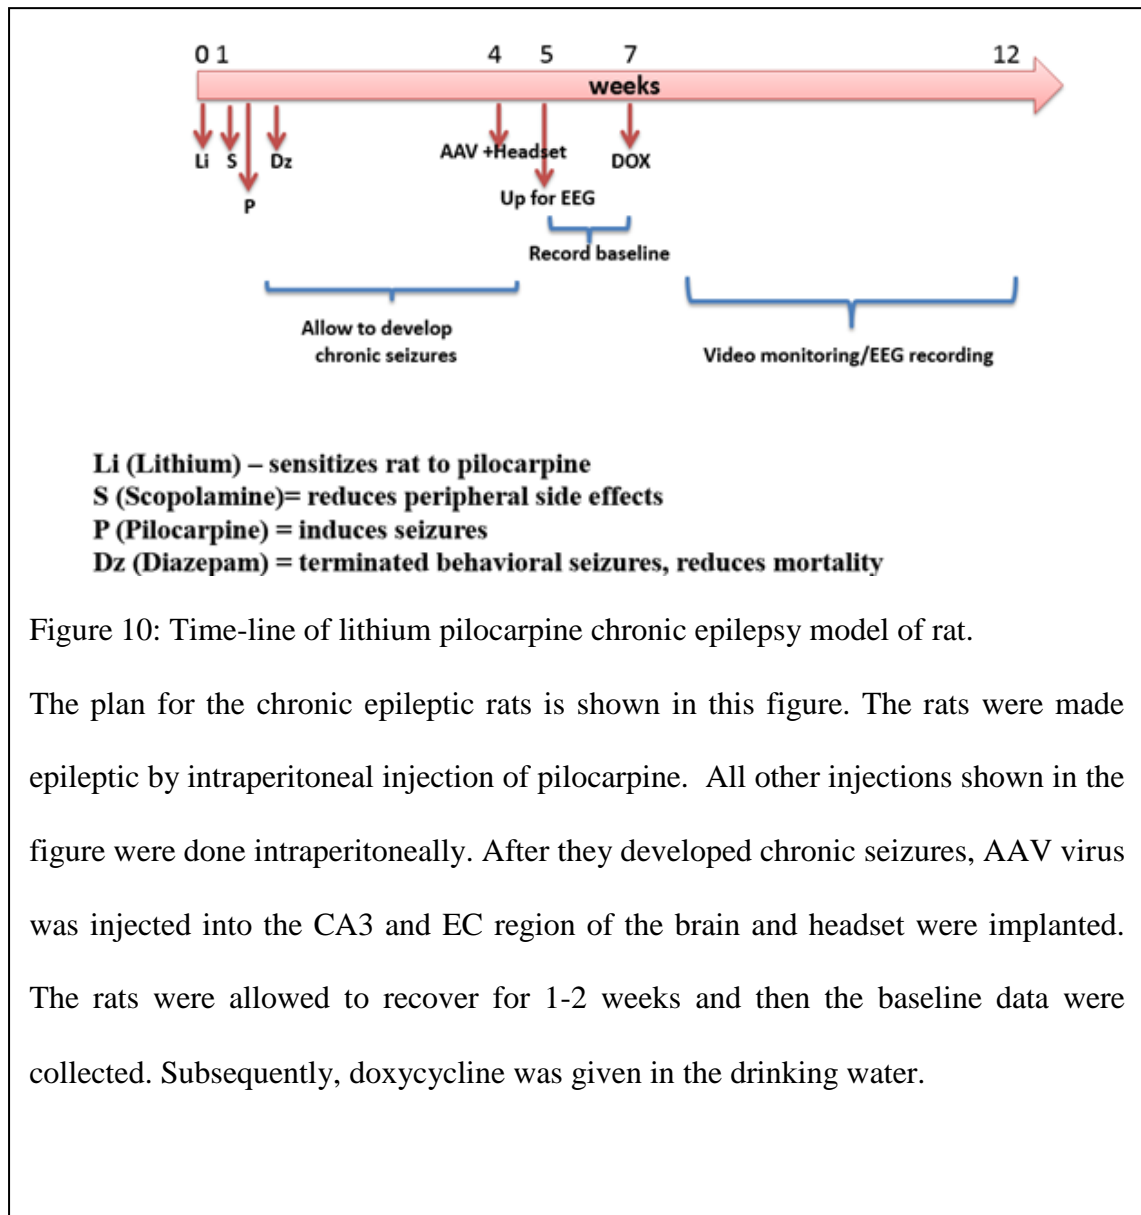 0 1 4 5 7 12
weeks
Li S Dz AAV +Headset DOX
P Up for EEG
Record baseline
Allow to develop
chronic seizures
Video monitoring/EEG recording
Li (Lithium) – sensitizes rat to pilocarpine
S (Scopolamine)= reduces peripheral side effects
P (Pilocarpine) = induces seizures
Dz (Diazepam) = terminated behavioral seizures, reduces mortality
Figure 10: Time-line of lithium pilocarpine chronic epilepsy model of rat.
The plan for the chronic epileptic rats is shown in this figure. The rats were made
epileptic by intraperitoneal injection of pilocarpine. All other injections shown in the
figure were done intraperitoneally. After they developed chronic seizures, AAV virus
was injected into the CA3 and EC region of the brain and headset were implanted.
The rats were allowed to recover for 1-2 weeks and then the baseline data were
collected. Subsequently, doxycycline was given in the drinking water.